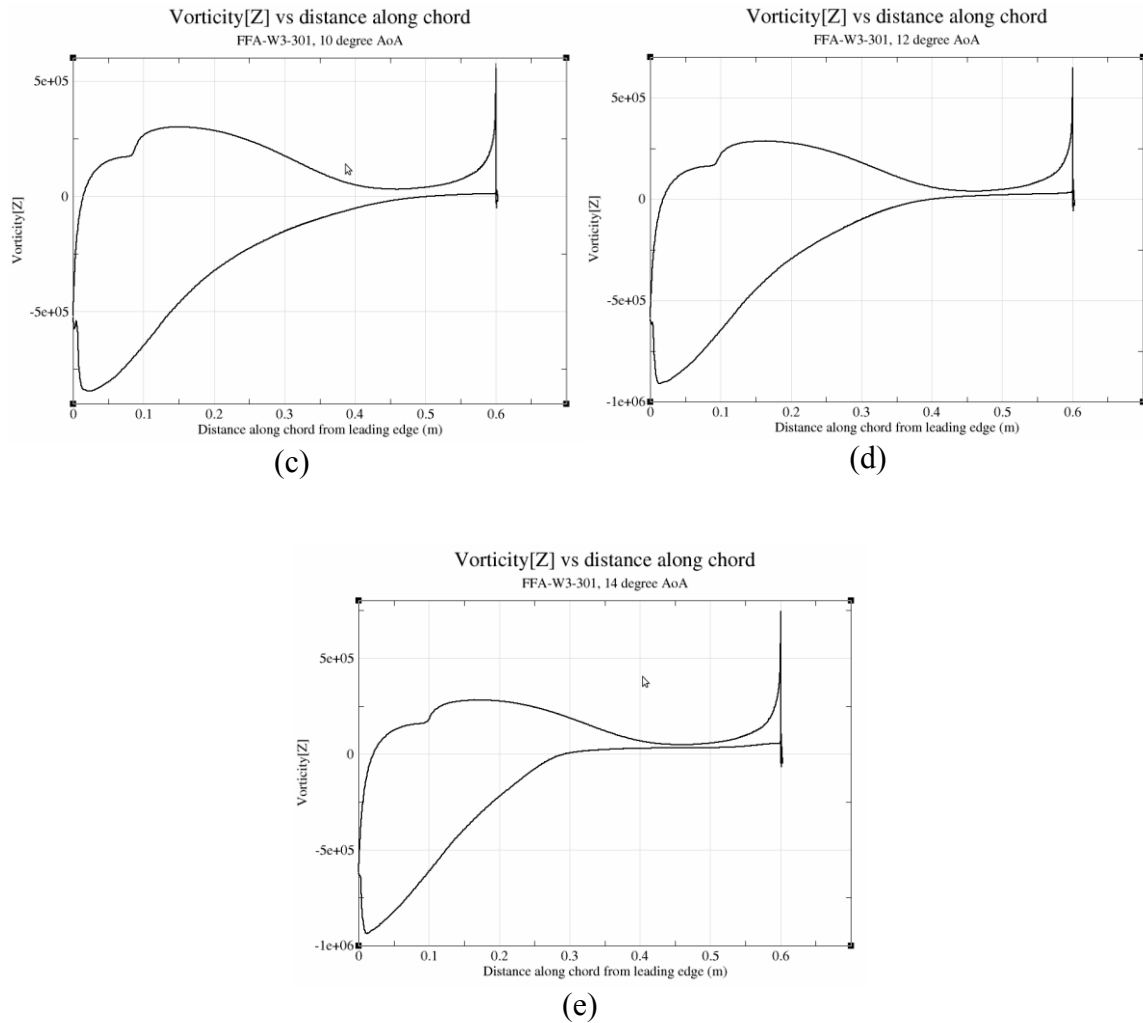 Vorticity[Z] vs distance along chord
FFA-W3-301, 10 degree AoA
5e+05
0
-5e+05
Vorticity[Z]
0 0.1 0.2 0.3 0.4 0.5 0.6
Distance along chord from leading edge (m)
(c)
Vorticity[Z] vs distance along chord
FFA-W3-301, 12 degree AoA
5e+05
0
-5e+05
-1e+06
Vorticity[Z]
0 0.1 0.2 0.3 0.4 0.5 0.6
Distance along chord from leading edge (m)
(d)
Vorticity[Z] vs distance along chord
FFA-W3-301, 14 degree AoA
5e+05
0
-5e+05
-1e+06
Vorticity[Z]
0 0.1 0.2 0.3 0.4 0.5 0.6
Distance along chord from leading edge (m)
(e)